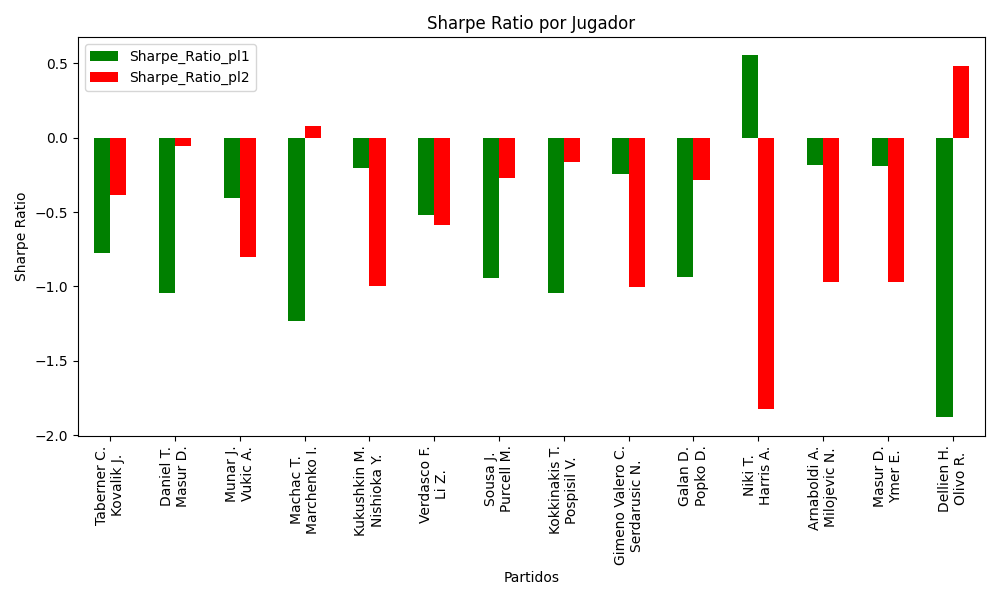 Sharpe Ratio por Jugador
Sharpe_Ratio_pl1
Sharpe_Ratio_pl2
Sharpe Ratio
0.5
0.0
−0.5
−1.0
−1.5
−2.0
Taberner C.
Kovalik J.
Daniel T.
Masur D.
Munar J.
Vukic A.
Machac T.
Marchenko I.
Kukushkin M.
Nishioka Y.
Verdasco F.
Li Z.
Sousa J.
Purcell M.
Kokkinakis T.
Pospisil V.
Gimeno Valero C.
Serdarusic N.
Galan D.
Popko D.
Niki T.
Harris A.
Arnaboldi A.
Milojevic N.
Masur D.
Ymer E.
Dellien H.
Olivo R.
Partidos